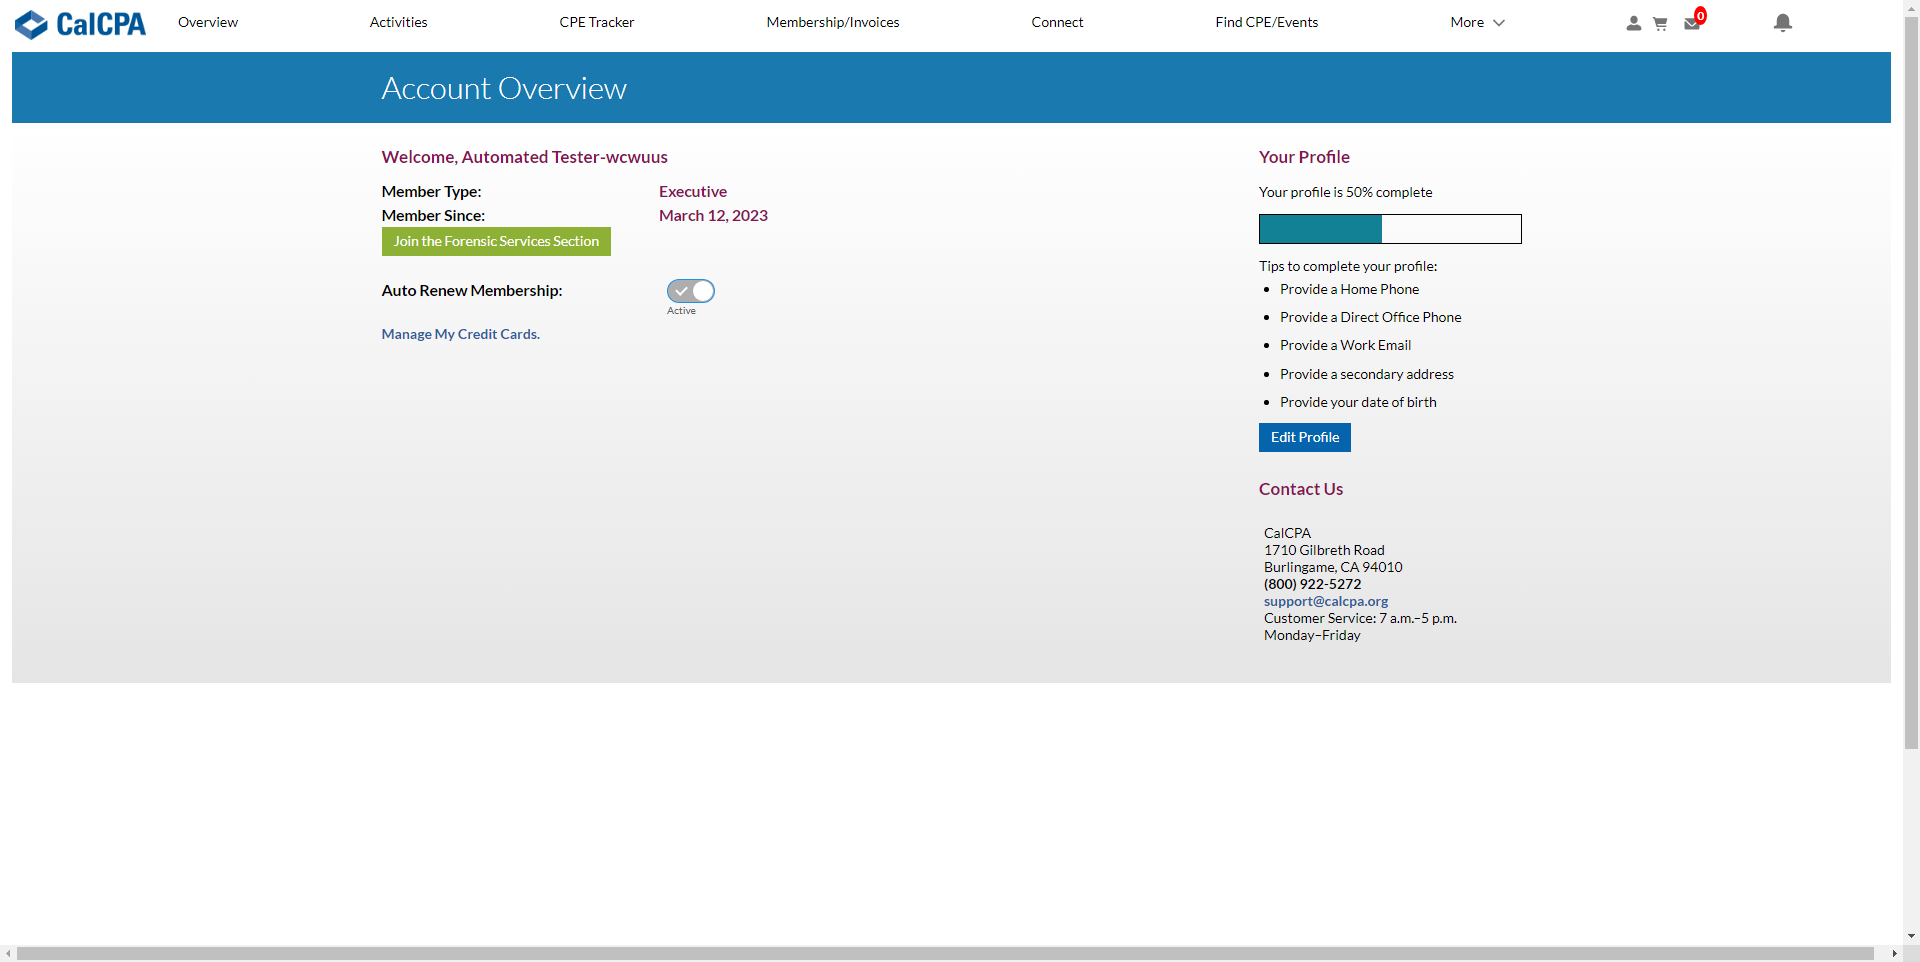 CalCPA
Overview
Activities
CPE Tracker
Membership/Invoices
Connect
Find CPE/Events
More
0
Account Overview
Welcome, Automated Tester-wcwuus
Member Type: Executive
Member Since: March 12, 2023
Join the Forensic Services Section
Auto Renew Membership:
Active
Manage My Credit Cards.
Your Profile
Your profile is 50% complete
Tips to complete your profile:
Provide a Home Phone
Provide a Direct Office Phone
Provide a Work Email
Provide a secondary address
Provide your date of birth
Edit Profile
Contact Us
CalCPA
1710 Gilbreth Road
Burlingame, CA 94010
(800) 922-5272
support@calcpa.org
Customer Service: 7 a.m.–5 p.m.
Monday–Friday